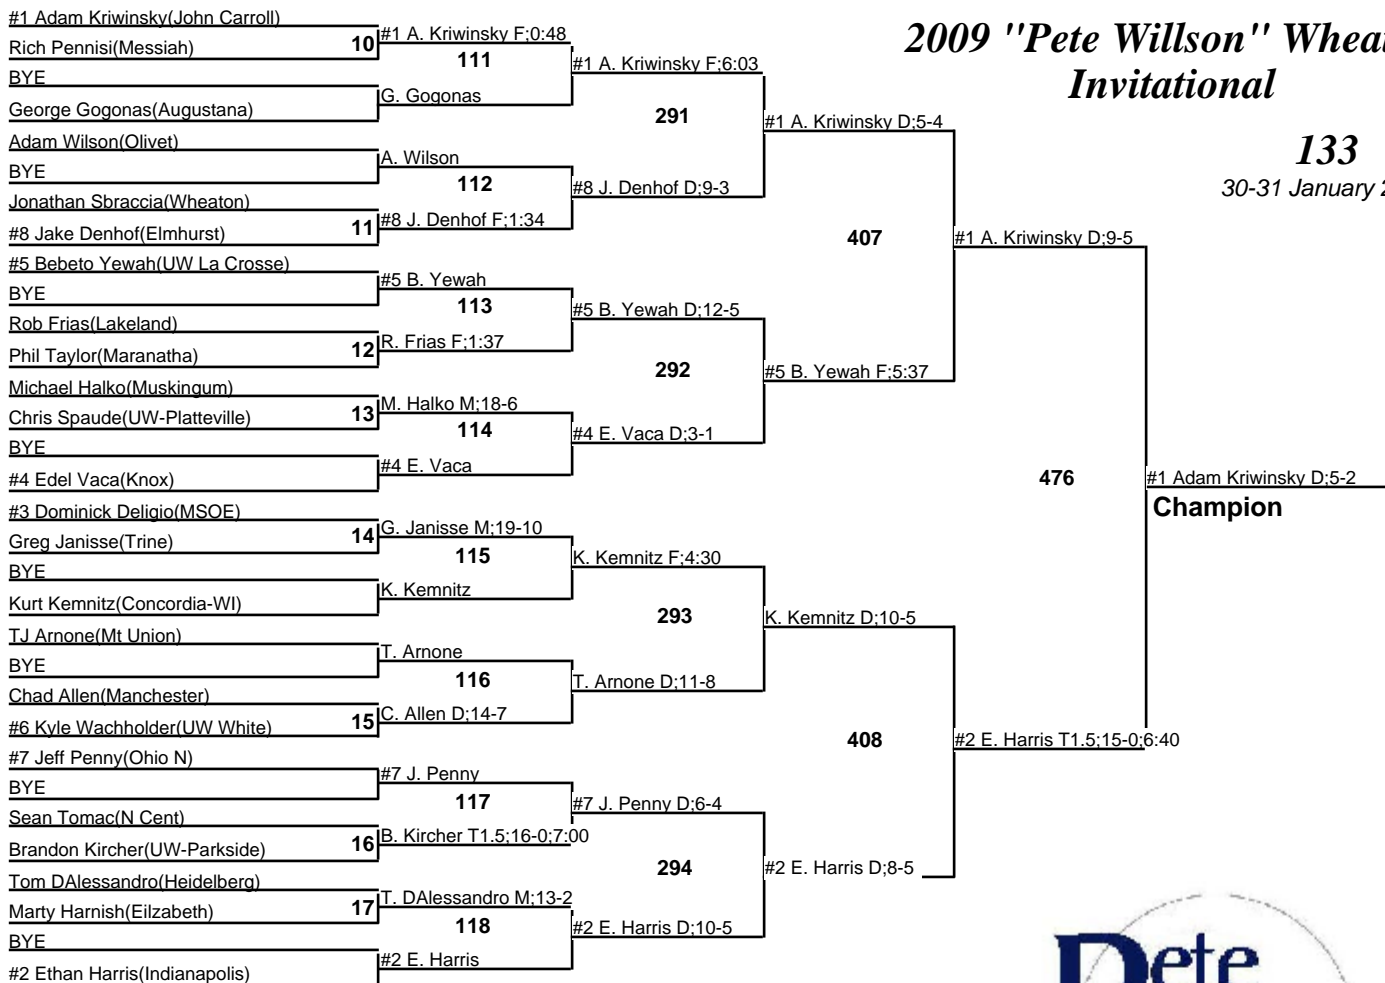 2009 "Pete Willson" Wheat
Invitational
133
30-31 January 2
#1 Adam Kriwinsky(John Carroll)
Rich Pennisi(Messiah)
BYE
George Gogonas(Augustana)
Adam Wilson(Olivet)
BYE
Jonathan Sbraccia(Wheaton)
#8 Jake Denhof(Elmhurst)
#5 Bebeto Yewah(UW La Crosse)
BYE
Rob Frias(Lakeland)
Phil Taylor(Maranatha)
Michael Halko(Muskingum)
Chris Spaude(UW-Platteville)
BYE
#4 Edel Vaca(Knox)
#3 Dominick Deligio(MSOE)
Greg Janisse(Trine)
BYE
Kurt Kemnitz(Concordia-WI)
TJ Arnone(Mt Union)
BYE
Chad Allen(Manchester)
#6 Kyle Wachholder(UW White)
#7 Jeff Penny(Ohio N)
BYE
Sean Tomac(N Cent)
Brandon Kircher(UW-Parkside)
Tom DAlessandro(Heidelberg)
Marty Harnish(Eilzabeth)
BYE
#2 Ethan Harris(Indianapolis)
10
11
12
13
14
15
16
17
#1 A. Kriwinsky F;0:48
111
G. Gogonas
A. Wilson
112
#8 J. Denhof F;1:34
#5 B. Yewah
113
R. Frias F;1:37
M. Halko M;18-6
114
#4 E. Vaca
G. Janisse M;19-10
115
K. Kemnitz
T. Arnone
116
C. Allen D;14-7
#7 J. Penny
117
B. Kircher T1.5;16-0;7:00
T. DAlessandro M;13-2
118
#2 E. Harris
#1 A. Kriwinsky F;6:03
291
#8 J. Denhof D;9-3
#5 B. Yewah D;12-5
292
#4 E. Vaca D;3-1
K. Kemnitz F;4:30
293
T. Arnone D;11-8
#7 J. Penny D;6-4
294
#2 E. Harris D;10-5
#1 A. Kriwinsky D;5-4
407
#5 B. Yewah F;5:37
K. Kemnitz D;10-5
408
#2 E. Harris D;8-5
#1 A. Kriwinsky D;9-5
476
#2 E. Harris T1.5;15-0;6:40
#1 Adam Kriwinsky D;5-2
Champion
Pete